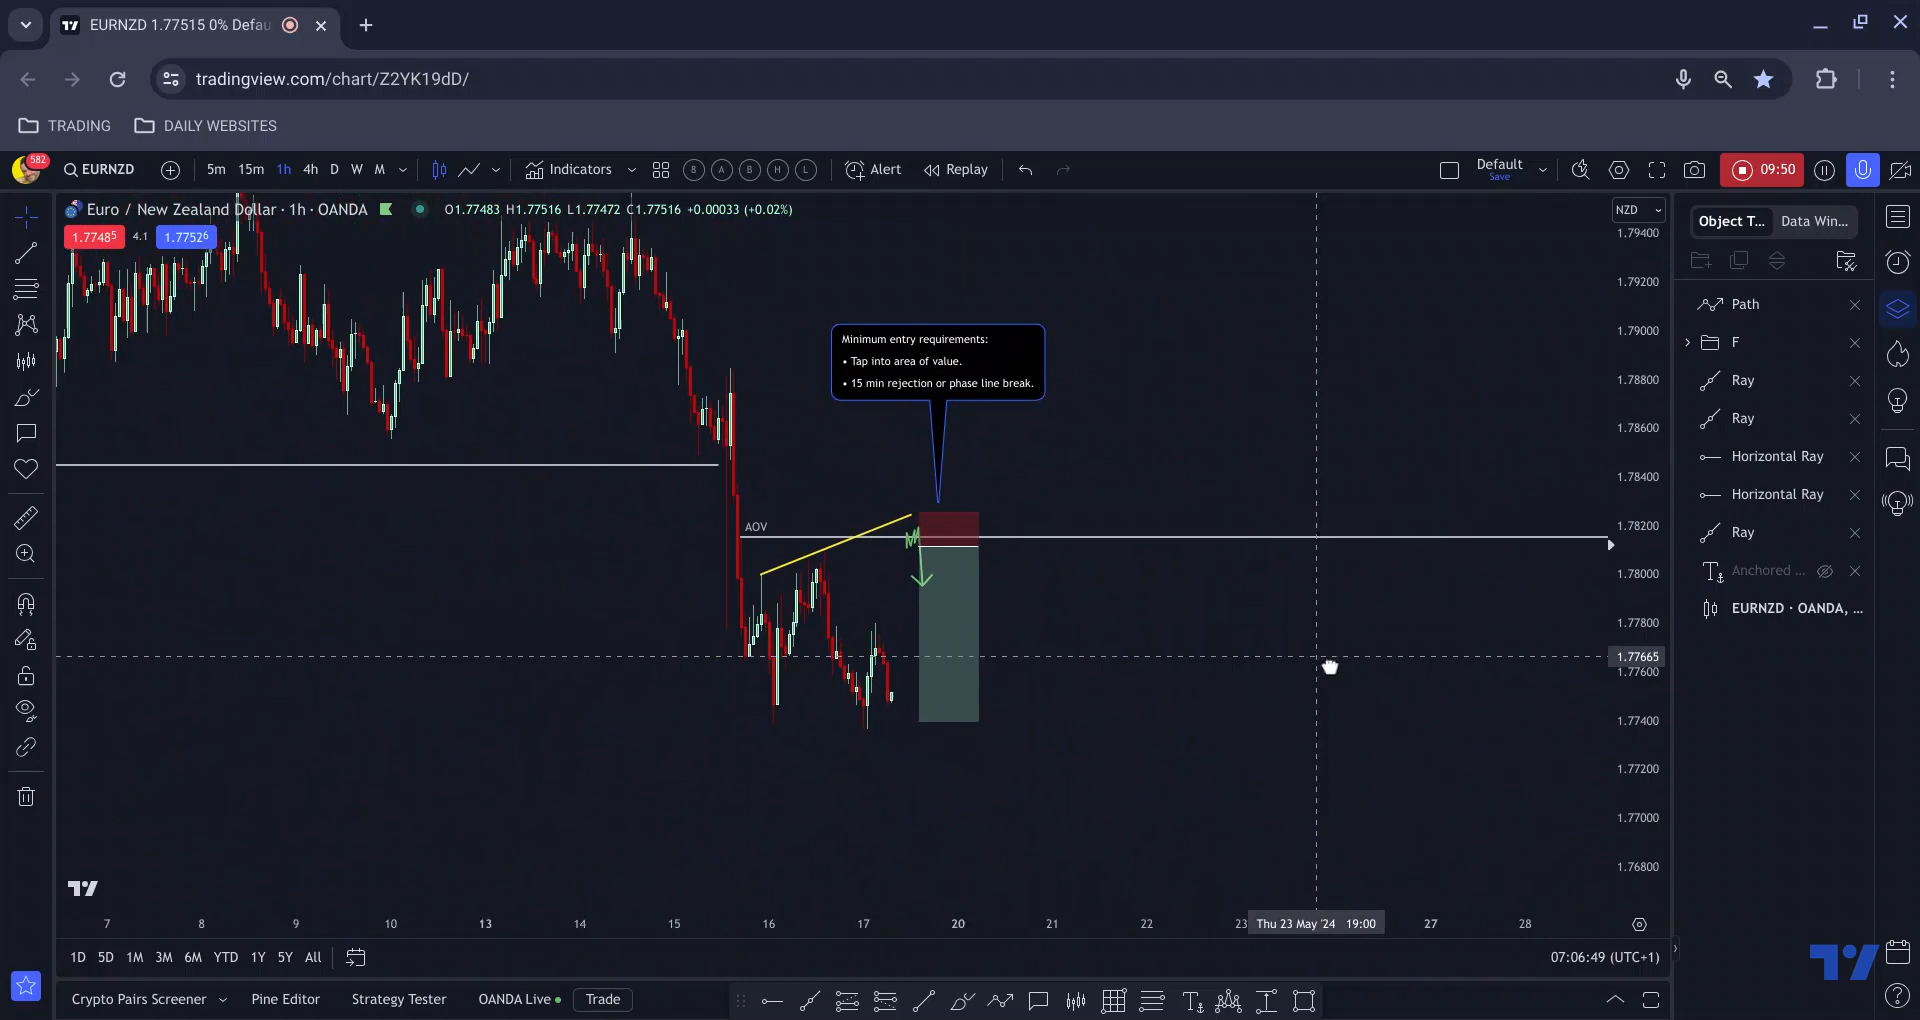 EURNZD 1.77515 0% Defau
tradingview.com/chart/Z2YK19dD/
TRADING
DAILY WEBSITES
582
EURNZD
5m 15m 1h 4h D W M
Indicators
8 A B H L
Alert
Replay
Default
Save
09:50
Euro / New Zealand Dollar · 1h · OANDA
O1.77483 H1.77516 L1.77472 C1.77516 +0.00033 (+0.02%)
1.77485
4.1
1.77526
NZD
1.79400
1.79200
1.79000
1.78800
1.78600
1.78400
1.78200
1.78000
1.77800
1.77665
1.77600
1.77400
1.77200
1.77000
1.76800
Minimum entry requirements:
• Tap into area of value.
• 15 min rejection or phase line break.
AOV
Object T...
Data Win...
Path
F
Ray
Ray
Horizontal Ray
Horizontal Ray
Ray
Anchored ...
EURNZD · OANDA, ...
7 8 9 10 13 14 15 16 17 20 21 22 23 Thu 23 May '24 19:00 27 28
1D 5D 1M 3M 6M YTD 1Y 5Y All
07:06:49 (UTC+1)
Crypto Pairs Screener
Pine Editor
Strategy Tester
OANDA Live
Trade